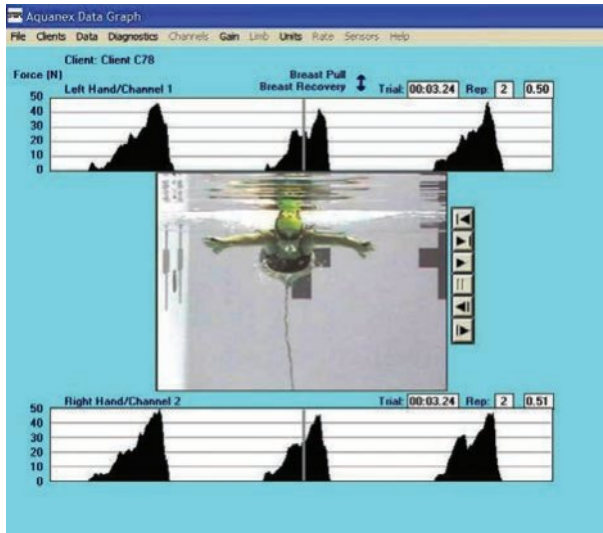 Aquanex Data Graph
File Clients Data Diagnostics Channels Gain Limb Units Rate Sensors Help
Client: Client C78
Force (N)
Breast Pull
Left Hand/Channel 1 Breast Recovery Trial: 00:03.24 Rep: 2 0.50
50
40
30
20
10
0
Right Hand/Channel 2 Trial: 00:03.24 Rep: 2 0.51
50
40
30
20
10
0